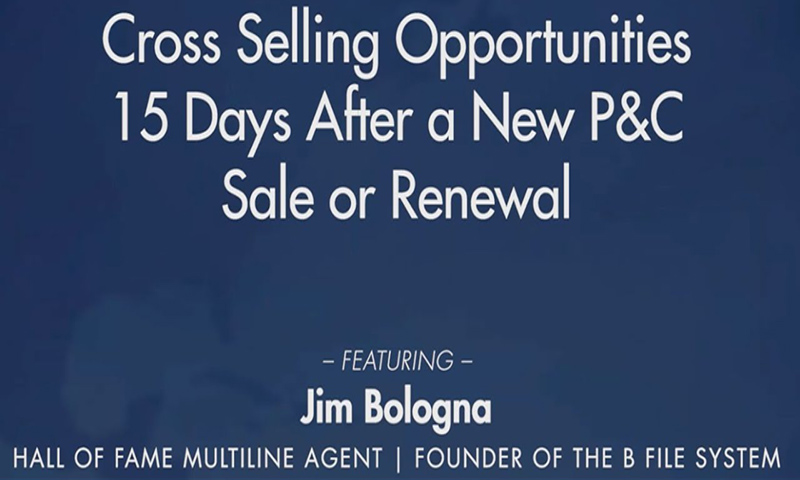 Cross Selling Opportunities
15 Days After a New P&C
Sale or Renewal
– FEATURING –
Jim Bologna
HALL OF FAME MULTILINE AGENT | FOUNDER OF THE B FILE SYSTEM